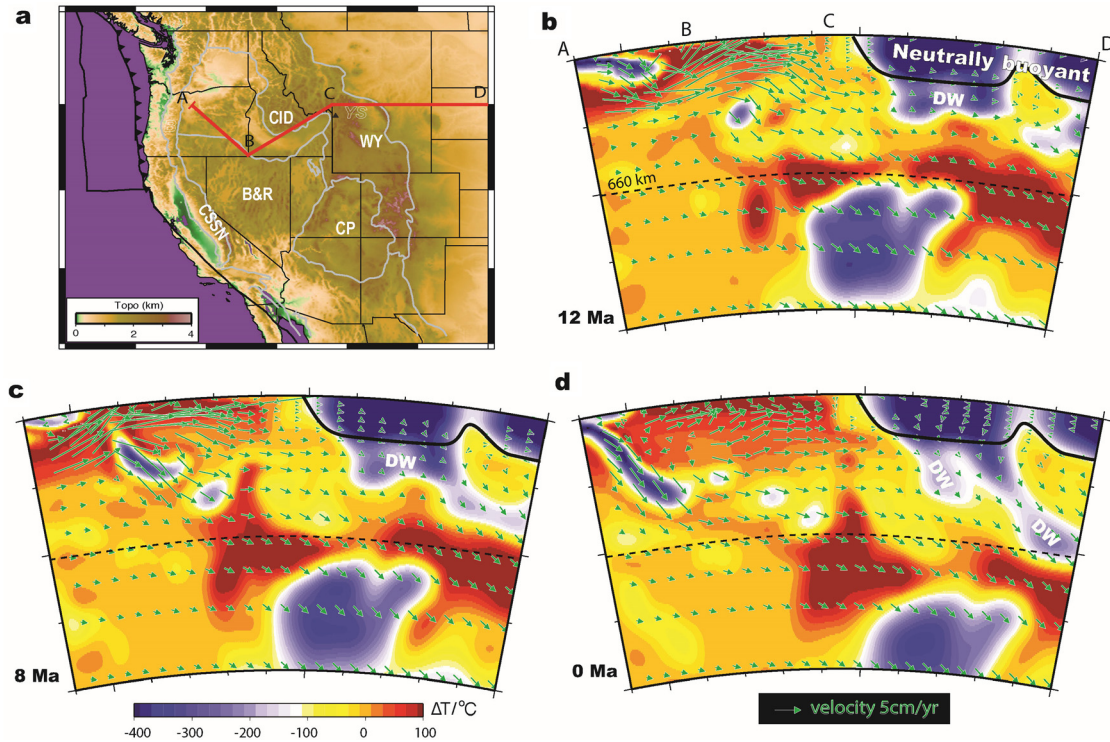 a
A
B
C
D
YS
CID
WY
B&R
CSSN
CP
Topo (km)
0 2 4
b
A
B
C
D
Neutrally buoyant
DW
660 km
12 Ma
c
DW
8 Ma
d
DW
DW
0 Ma
ΔT/°C
-400 -300 -200 -100 0 100
velocity 5cm/yr